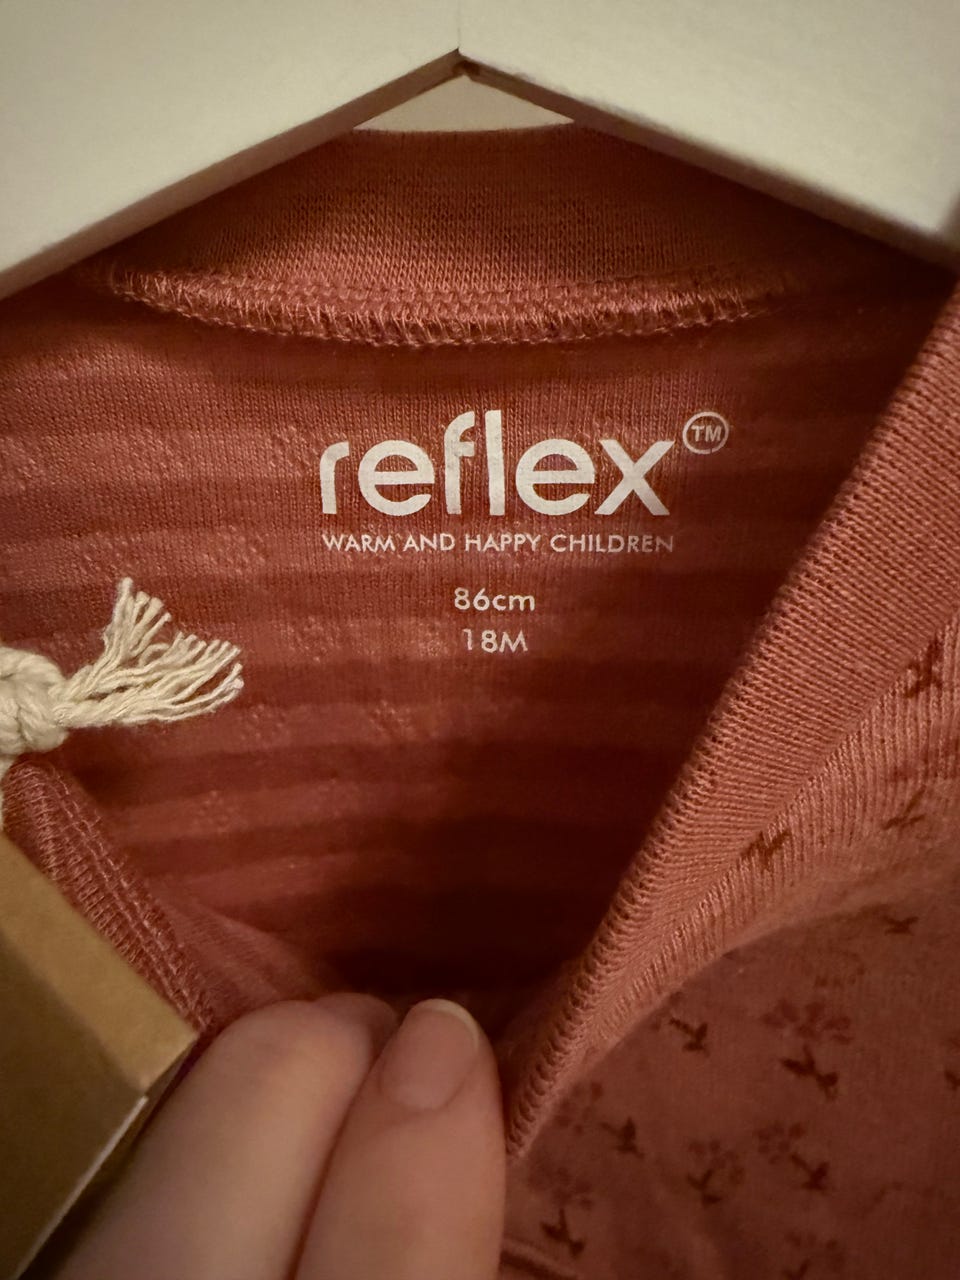 reflex™
WARM AND HAPPY CHILDREN
86cm
18M